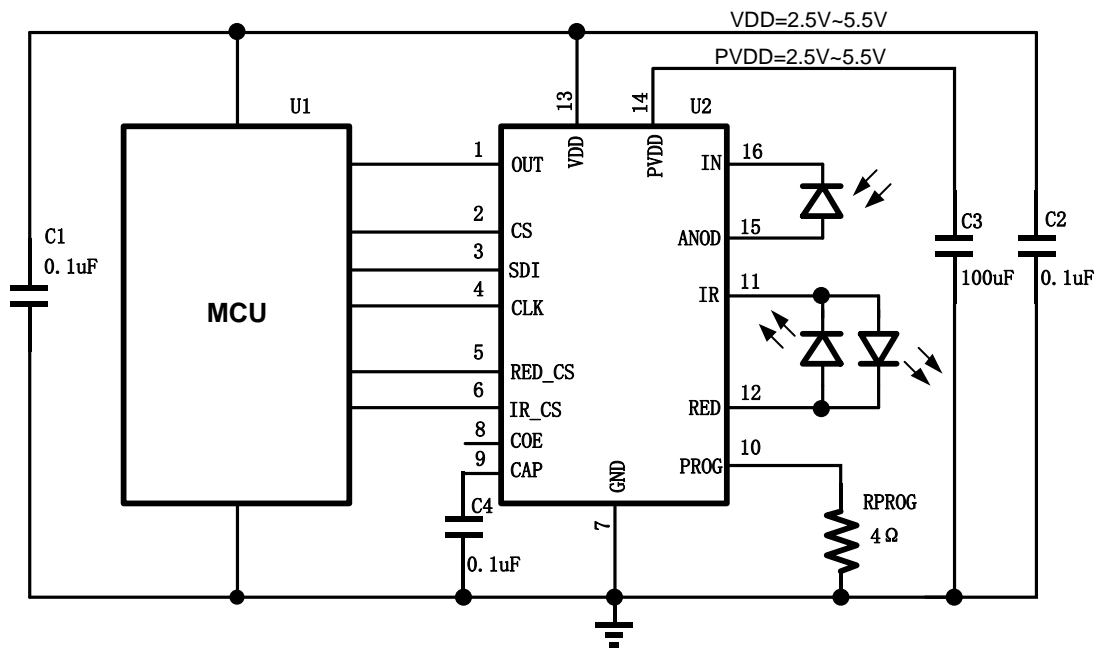 VDD=2.5V~5.5V
PVDD=2.5V~5.5V
U1
13
14
U2
VDD
PVDD
1
OUT
IN
16
2
CS
ANOD
15
C1
0.1uF
3
SDI
C3
100uF
C2
0.1uF
4
CLK
IR
11
MCU
5
RED_CS
6
IR_CS
RED
12
8
COE
9
CAP
PROG
10
GND
7
C4
0.1uF
RPROG
4Ω